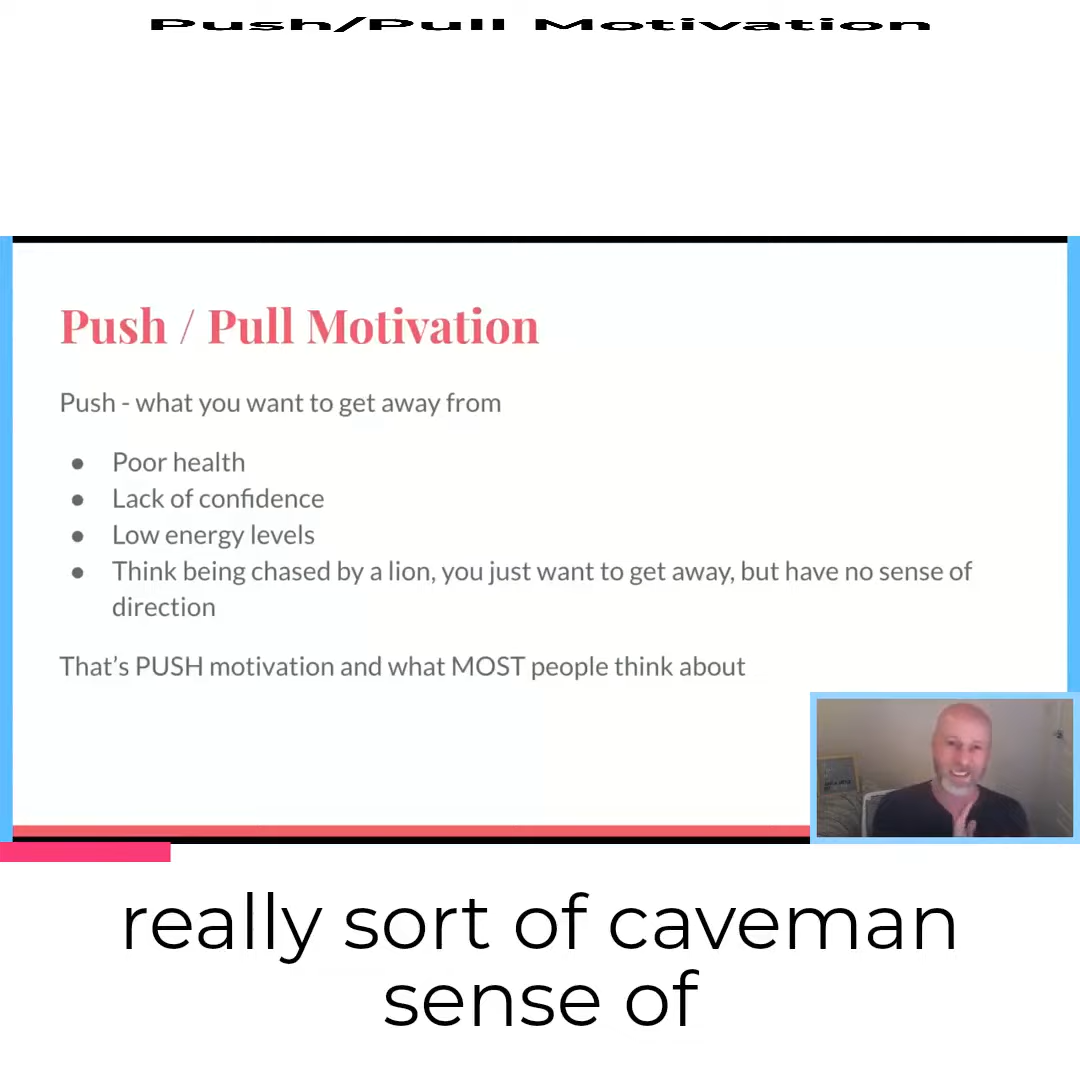 Push/Pull Motivation
Push / Pull Motivation
Push - what you want to get away from
● Poor health
● Lack of confidence
● Low energy levels
● Think being chased by a lion, you just want to get away, but have no sense of
direction
That’s PUSH motivation and what MOST people think about
really sort of caveman
sense of